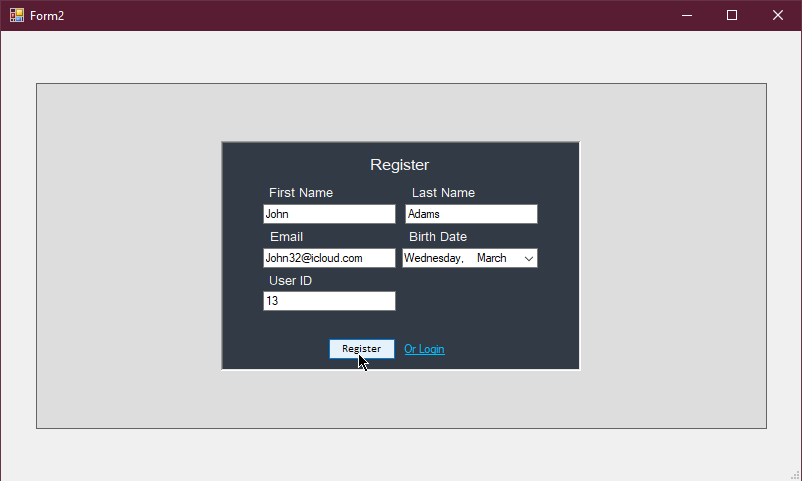 Form2
Register
First Name Last Name
John Adams
Email Birth Date
John32@icloud.com Wednesday, March
User ID
13
Register Or Login